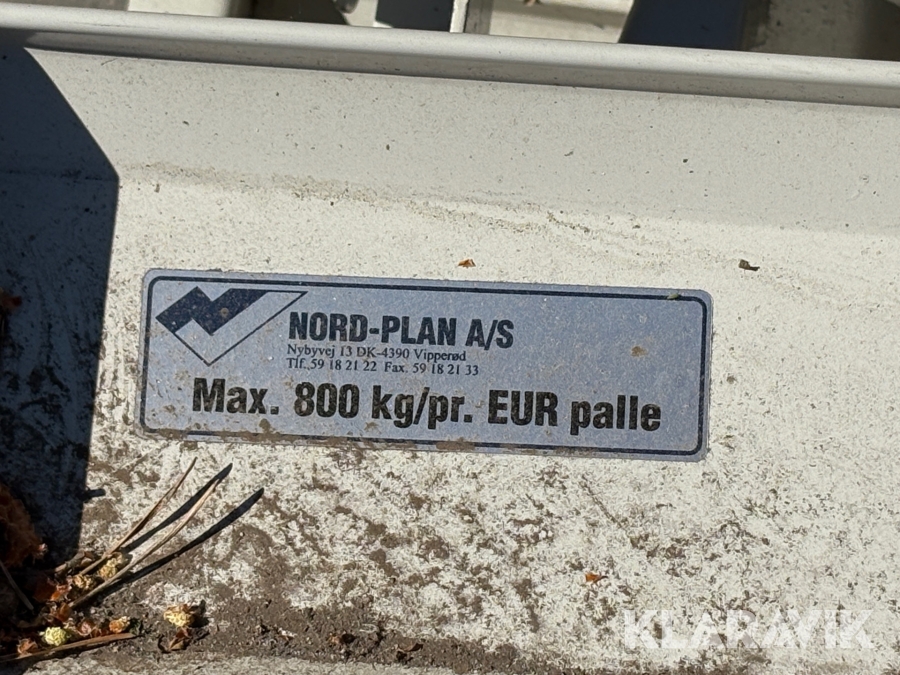 NORD-PLAN A/S
Nybyvej 13 DK-4390 Vipperød
Tlf. 59 18 21 22 Fax. 59 18 21 33
Max. 800 kg/pr. EUR palle
KLARAVIK